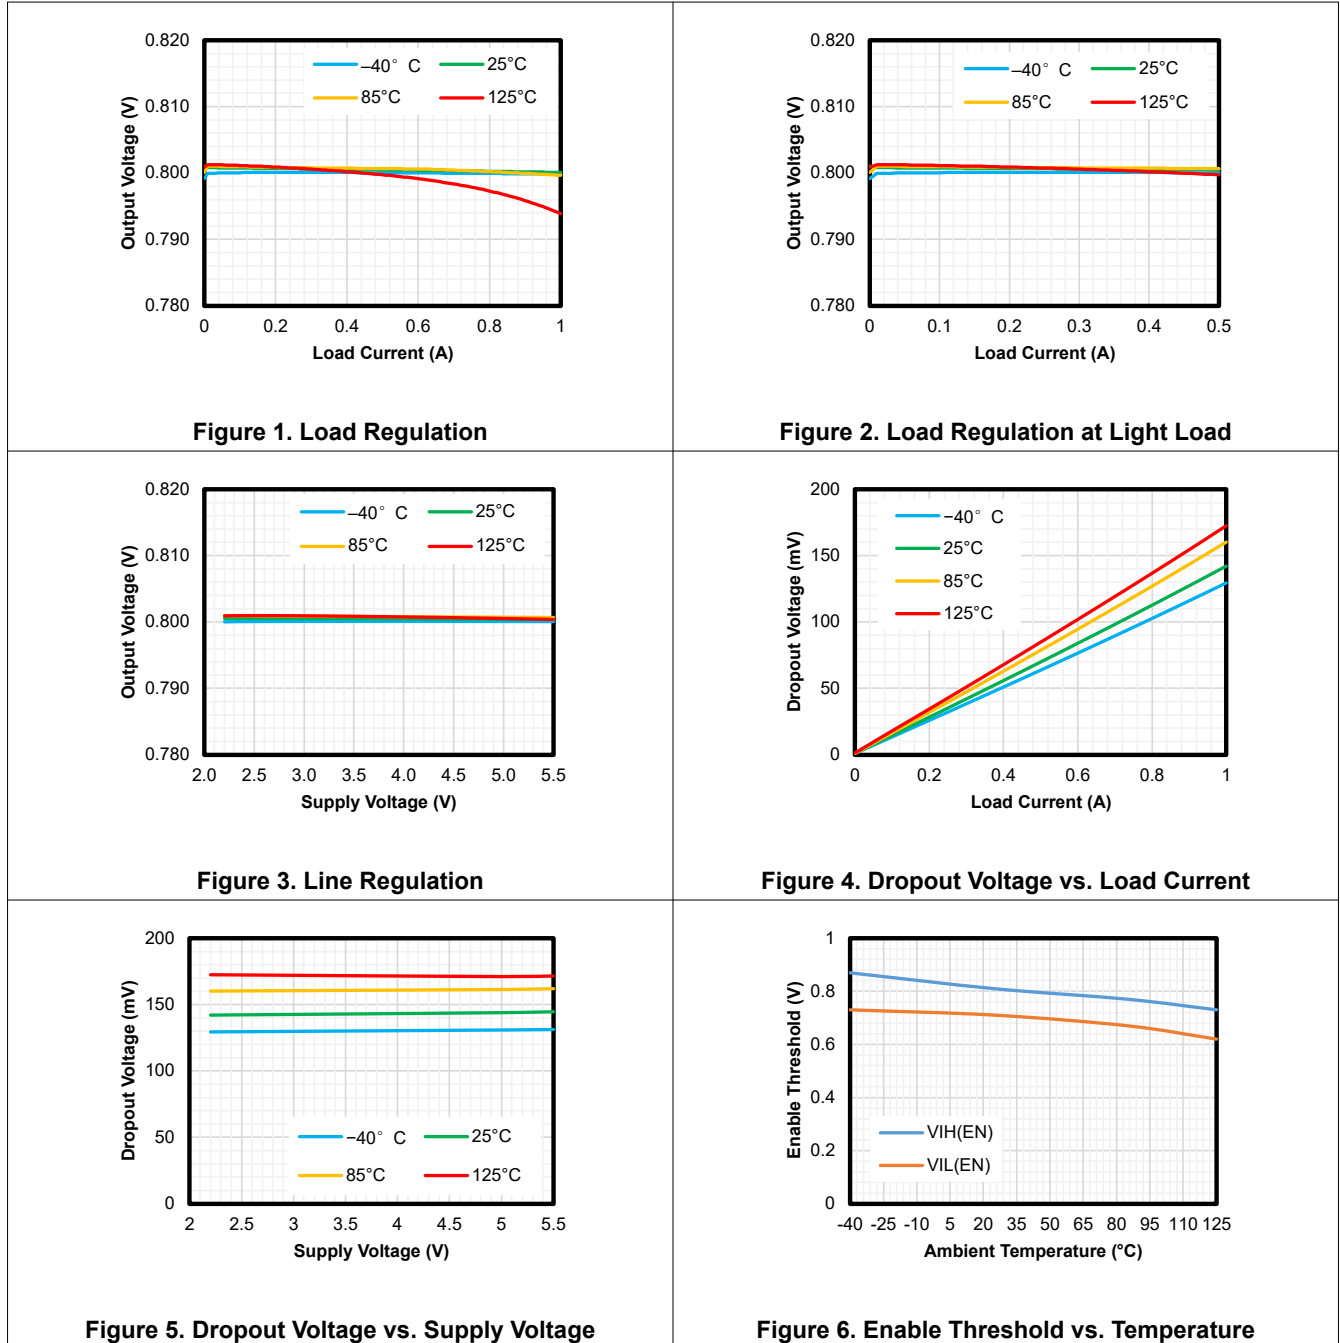 0.820
0.810
0.800
0.790
0.780
Output Voltage (V)
–40° C
25°C
85°C
125°C
0 0.2 0.4 0.6 0.8 1
Load Current (A)
Figure 1. Load Regulation
0.820
0.810
0.800
0.790
0.780
Output Voltage (V)
–40° C
25°C
85°C
125°C
0 0.1 0.2 0.3 0.4 0.5
Load Current (A)
Figure 2. Load Regulation at Light Load
0.820
0.810
0.800
0.790
0.780
Output Voltage (V)
–40° C
25°C
85°C
125°C
2.0 2.5 3.0 3.5 4.0 4.5 5.0 5.5
Supply Voltage (V)
Figure 3. Line Regulation
200
150
100
50
0
Dropout Voltage (mV)
−40° C
25°C
85°C
125°C
0 0.2 0.4 0.6 0.8 1
Load Current (A)
Figure 4. Dropout Voltage vs. Load Current
200
150
100
50
0
Dropout Voltage (mV)
−40° C
25°C
85°C
125°C
2 2.5 3 3.5 4 4.5 5 5.5
Supply Voltage (V)
Figure 5. Dropout Voltage vs. Supply Voltage
1
0.8
0.6
0.4
0.2
0
Enable Threshold (V)
VIH(EN)
VIL(EN)
-40 -25 -10 5 20 35 50 65 80 95 110 125
Ambient Temperature (°C)
Figure 6. Enable Threshold vs. Temperature